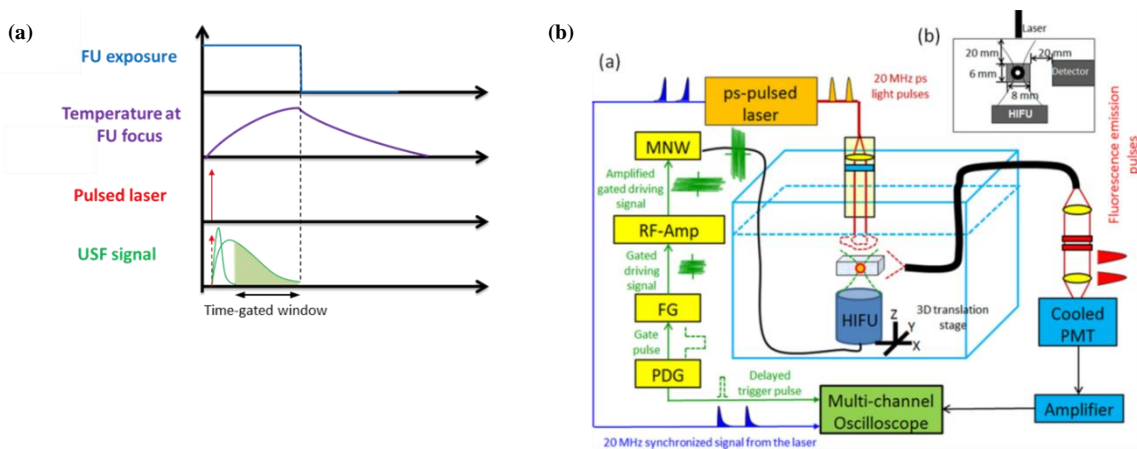 (a)
FU exposure
Temperature at
FU focus
Pulsed laser
USF signal
Time-gated window
(b)
(a)
ps-pulsed
laser
20 MHz ps
light pulses
MNW
Amplified
gated driving
signal
RF-Amp
Gated
driving
signal
FG
Gate
pulse
PDG
Delayed
trigger pulse
20 MHz synchronized signal from the laser
HIFU
3D translation
stage
Z
Y
X
Multi-channel
Oscilloscope
Amplifier
Cooled
PMT
Fluorescence emission
pulses
(b)
Laser
20 mm
20 mm
6 mm
Detector
8 mm
HIFU